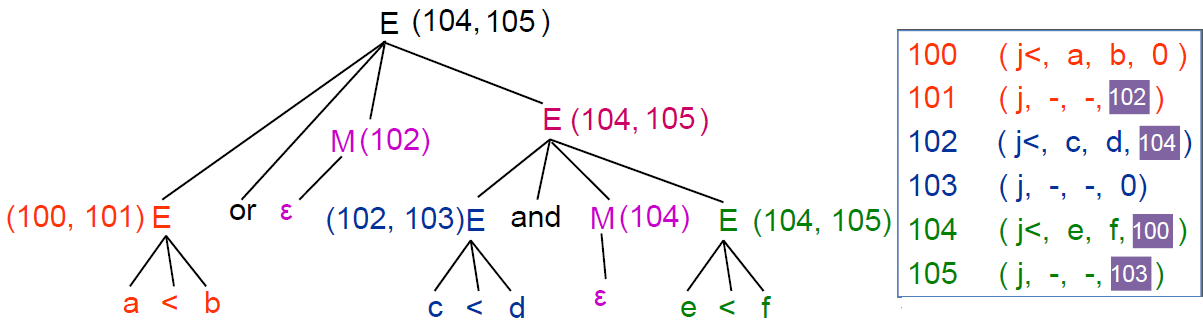 E (104, 105)
M (102)
E (104, 105)
(100, 101) E
or ε
(102, 103) E
and
M (104)
E (104, 105)
a < b
c < d
ε
e < f
100 ( j<, a, b, 0 )
101 ( j, -, -, 102 )
102 ( j<, c, d, 104 )
103 ( j, -, -, 0)
104 ( j<, e, f, 100 )
105 ( j, -, -, 103 )